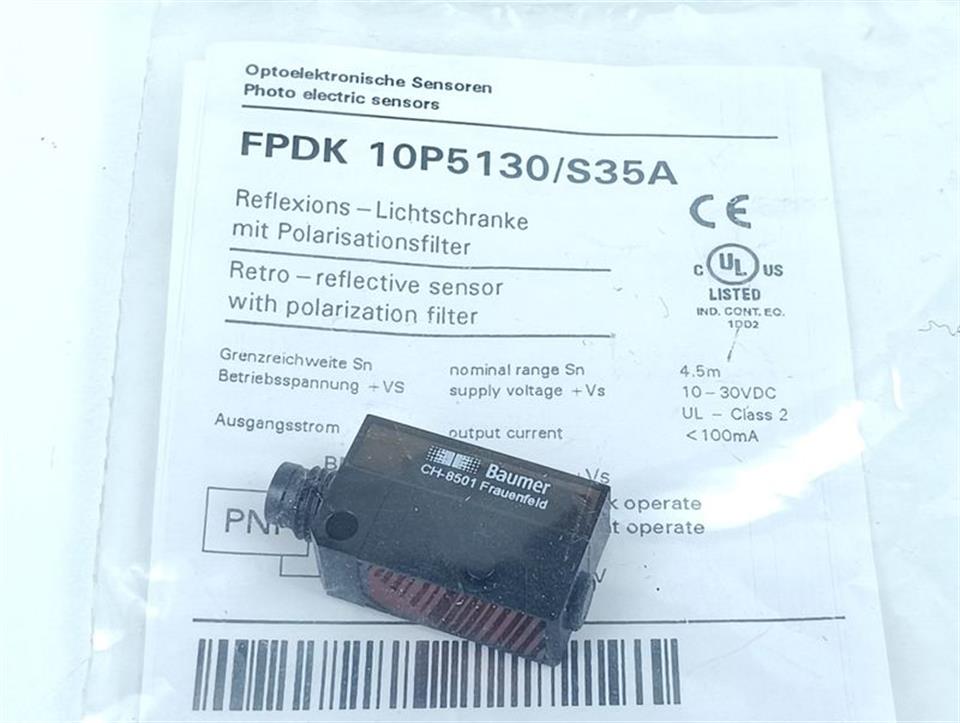 Optoelektronische Sensoren
Photo electric sensors
FPDK 10P5130/S35A
Reflexions – Lichtschranke
mit Polarisationsfilter
CE
Retro – reflective sensor
with polarization filter
C UL US
LISTED
IND. CONT. EQ.
1DD2
Grenzreichweite Sn nominal range Sn 4.5m
Betriebsspannung +VS supply voltage +Vs 10–30VDC
UL – Class 2
Ausgangsstrom output current <100mA
Baumer
CH-8501 Frauenfeld
+Vs
operate
operate